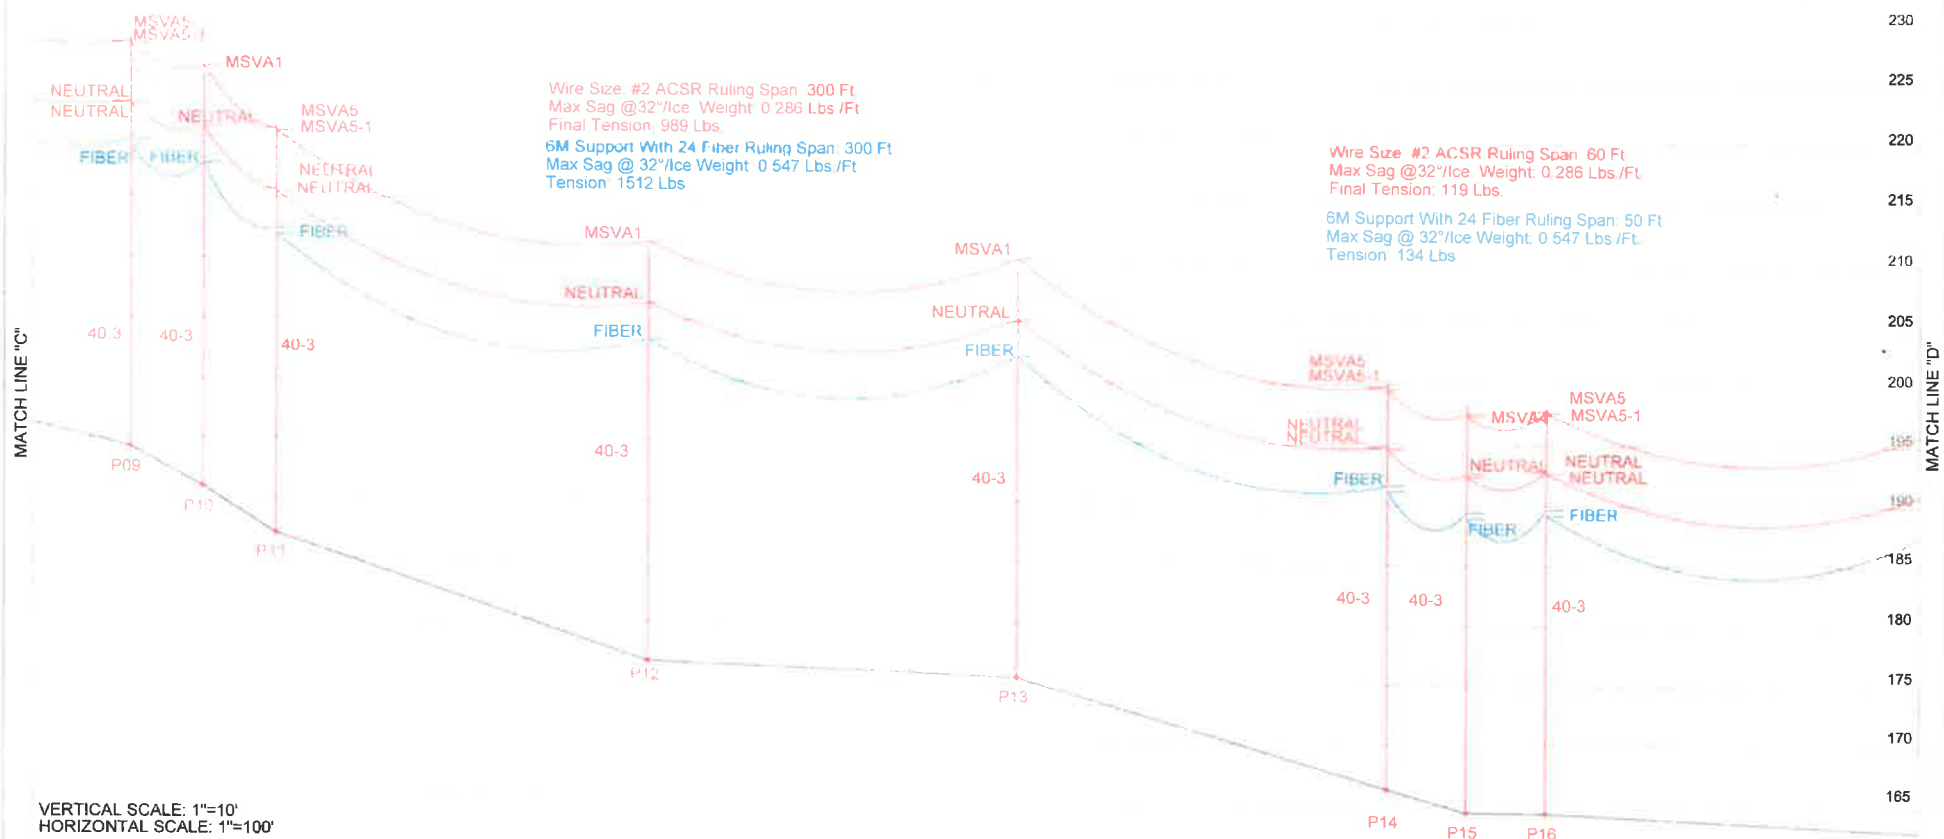 MSVA5
MSVA5-1
MSVA1
NEUTRAL
NEUTRAL
NEUTRAL
FIBER
FIBER
MSVA5
MSVA5-1
NEUTRAL
NEUTRAL
FIBER
Wire Size: #2 ACSR Ruling Span 300 Ft
Max Sag @32°/Ice Weight 0.286 Lbs /Ft
Final Tension: 989 Lbs
6M Support With 24 Fiber Ruling Span: 300 Ft
Max Sag @ 32°/Ice Weight: 0.547 Lbs /Ft
Tension 1512 Lbs
Wire Size #2 ACSR Ruling Span 60 Ft
Max Sag @32°/Ice Weight: 0.286 Lbs /Ft
Final Tension: 119 Lbs.
6M Support With 24 Fiber Ruling Span: 50 Ft
Max Sag @ 32°/Ice Weight: 0.547 Lbs /Ft
Tension 134 Lbs
MSVA1
NEUTRAL
FIBER
MSVA1
NEUTRAL
FIBER
MSVA5
MSVA5-1
NEUTRAL
NEUTRAL
FIBER
NEUTRAL
FIBER
MSVA5
MSVA5-1
NEUTRAL
NEUTRAL
FIBER
40-3
40-3
40-3
40-3
40-3
40-3
40-3
40-3
P09
P10
P11
P12
P13
P14
P15
P16
230
225
220
215
210
205
200
195
190
185
180
175
170
165
MATCH LINE "C"
MATCH LINE "D"
VERTICAL SCALE: 1"=10'
HORIZONTAL SCALE: 1"=100'